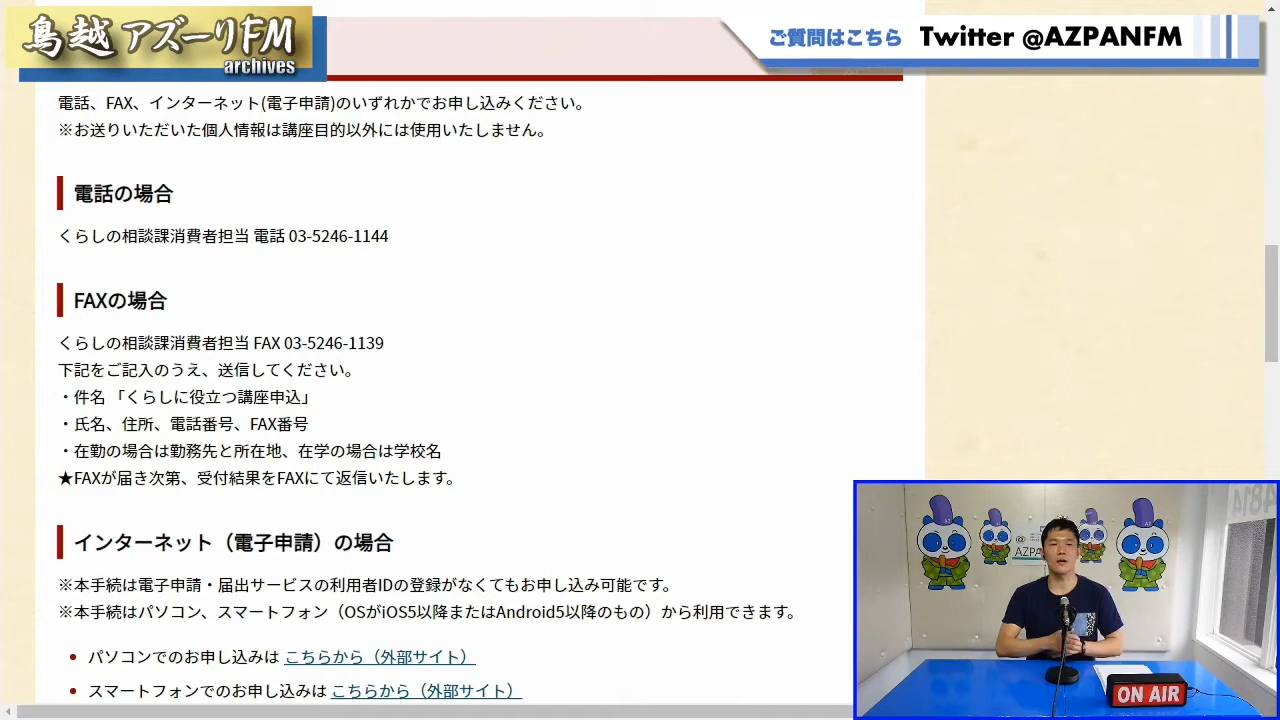 鳥越アズーリFM
archives
ご質問はこちら Twitter @AZPANFM
電話、FAX、インターネット(電子申請)のいずれかでお申し込みください。
※お送りいただいた個人情報は講座目的以外には使用いたしません。
電話の場合
くらしの相談課消費者担当 電話 03-5246-1144
FAXの場合
くらしの相談課消費者担当 FAX 03-5246-1139
下記をご記入のうえ、送信してください。
・件名 「くらしに役立つ講座申込」
・氏名、住所、電話番号、FAX番号
・在勤の場合は勤務先と所在地、在学の場合は学校名
★FAXが届き次第、受付結果をFAXにて返信いたします。
インターネット（電子申請）の場合
※本手続は電子申請・届出サービスの利用者IDの登録がなくてもお申し込み可能です。
※本手続はパソコン、スマートフォン（OSがiOS5以降またはAndroid5以降のもの）から利用できます。
• パソコンでのお申し込みは こちらから（外部サイト）
• スマートフォンでのお申し込みは こちらから（外部サイト）
@
AZPA
4814
ON AIR